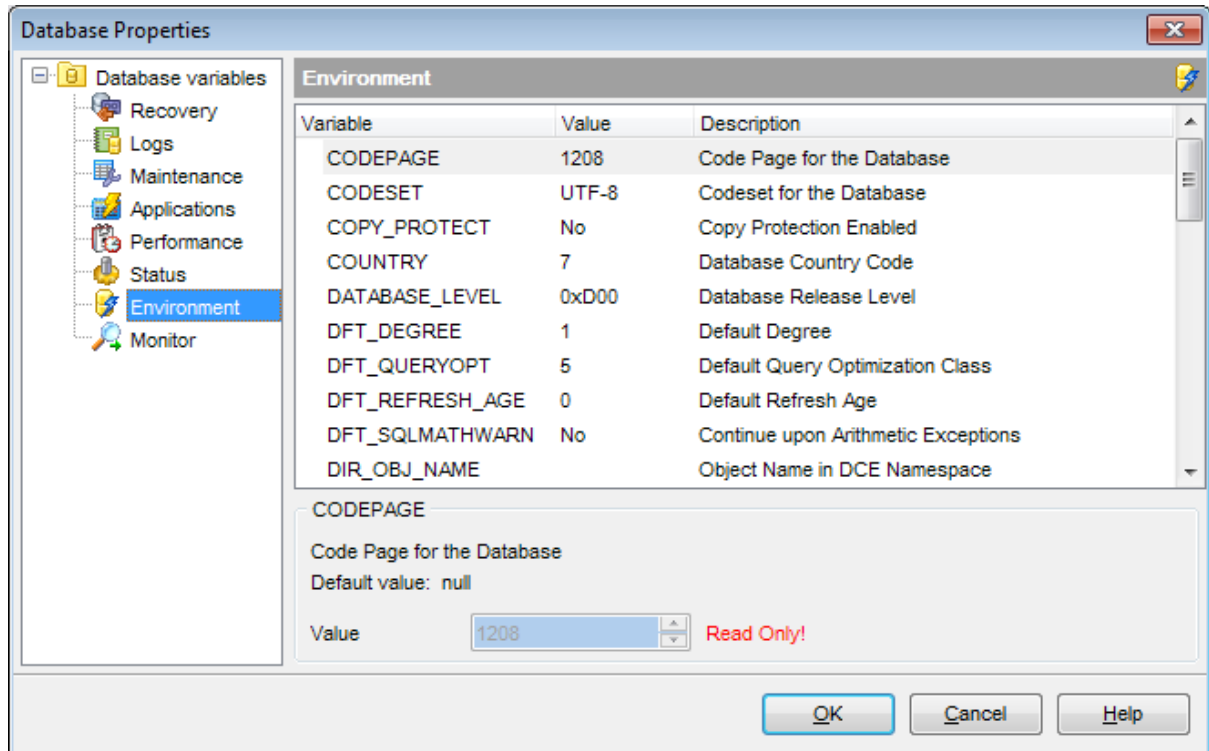 Database Properties
Database variables
Recovery
Logs
Maintenance
Applications
Performance
Status
Environment
Monitor
Environment
Variable Value Description
CODEPAGE 1208 Code Page for the Database
CODESET UTF-8 Codeset for the Database
COPY_PROTECT No Copy Protection Enabled
COUNTRY 7 Database Country Code
DATABASE_LEVEL 0xD00 Database Release Level
DFT_DEGREE 1 Default Degree
DFT_QUERYOPT 5 Default Query Optimization Class
DFT_REFRESH_AGE 0 Default Refresh Age
DFT_SQLMATHWARN No Continue upon Arithmetic Exceptions
DIR_OBJ_NAME Object Name in DCE Namespace
CODEPAGE
Code Page for the Database
Default value: null
Value 1208 Read Only!
OK Cancel Help